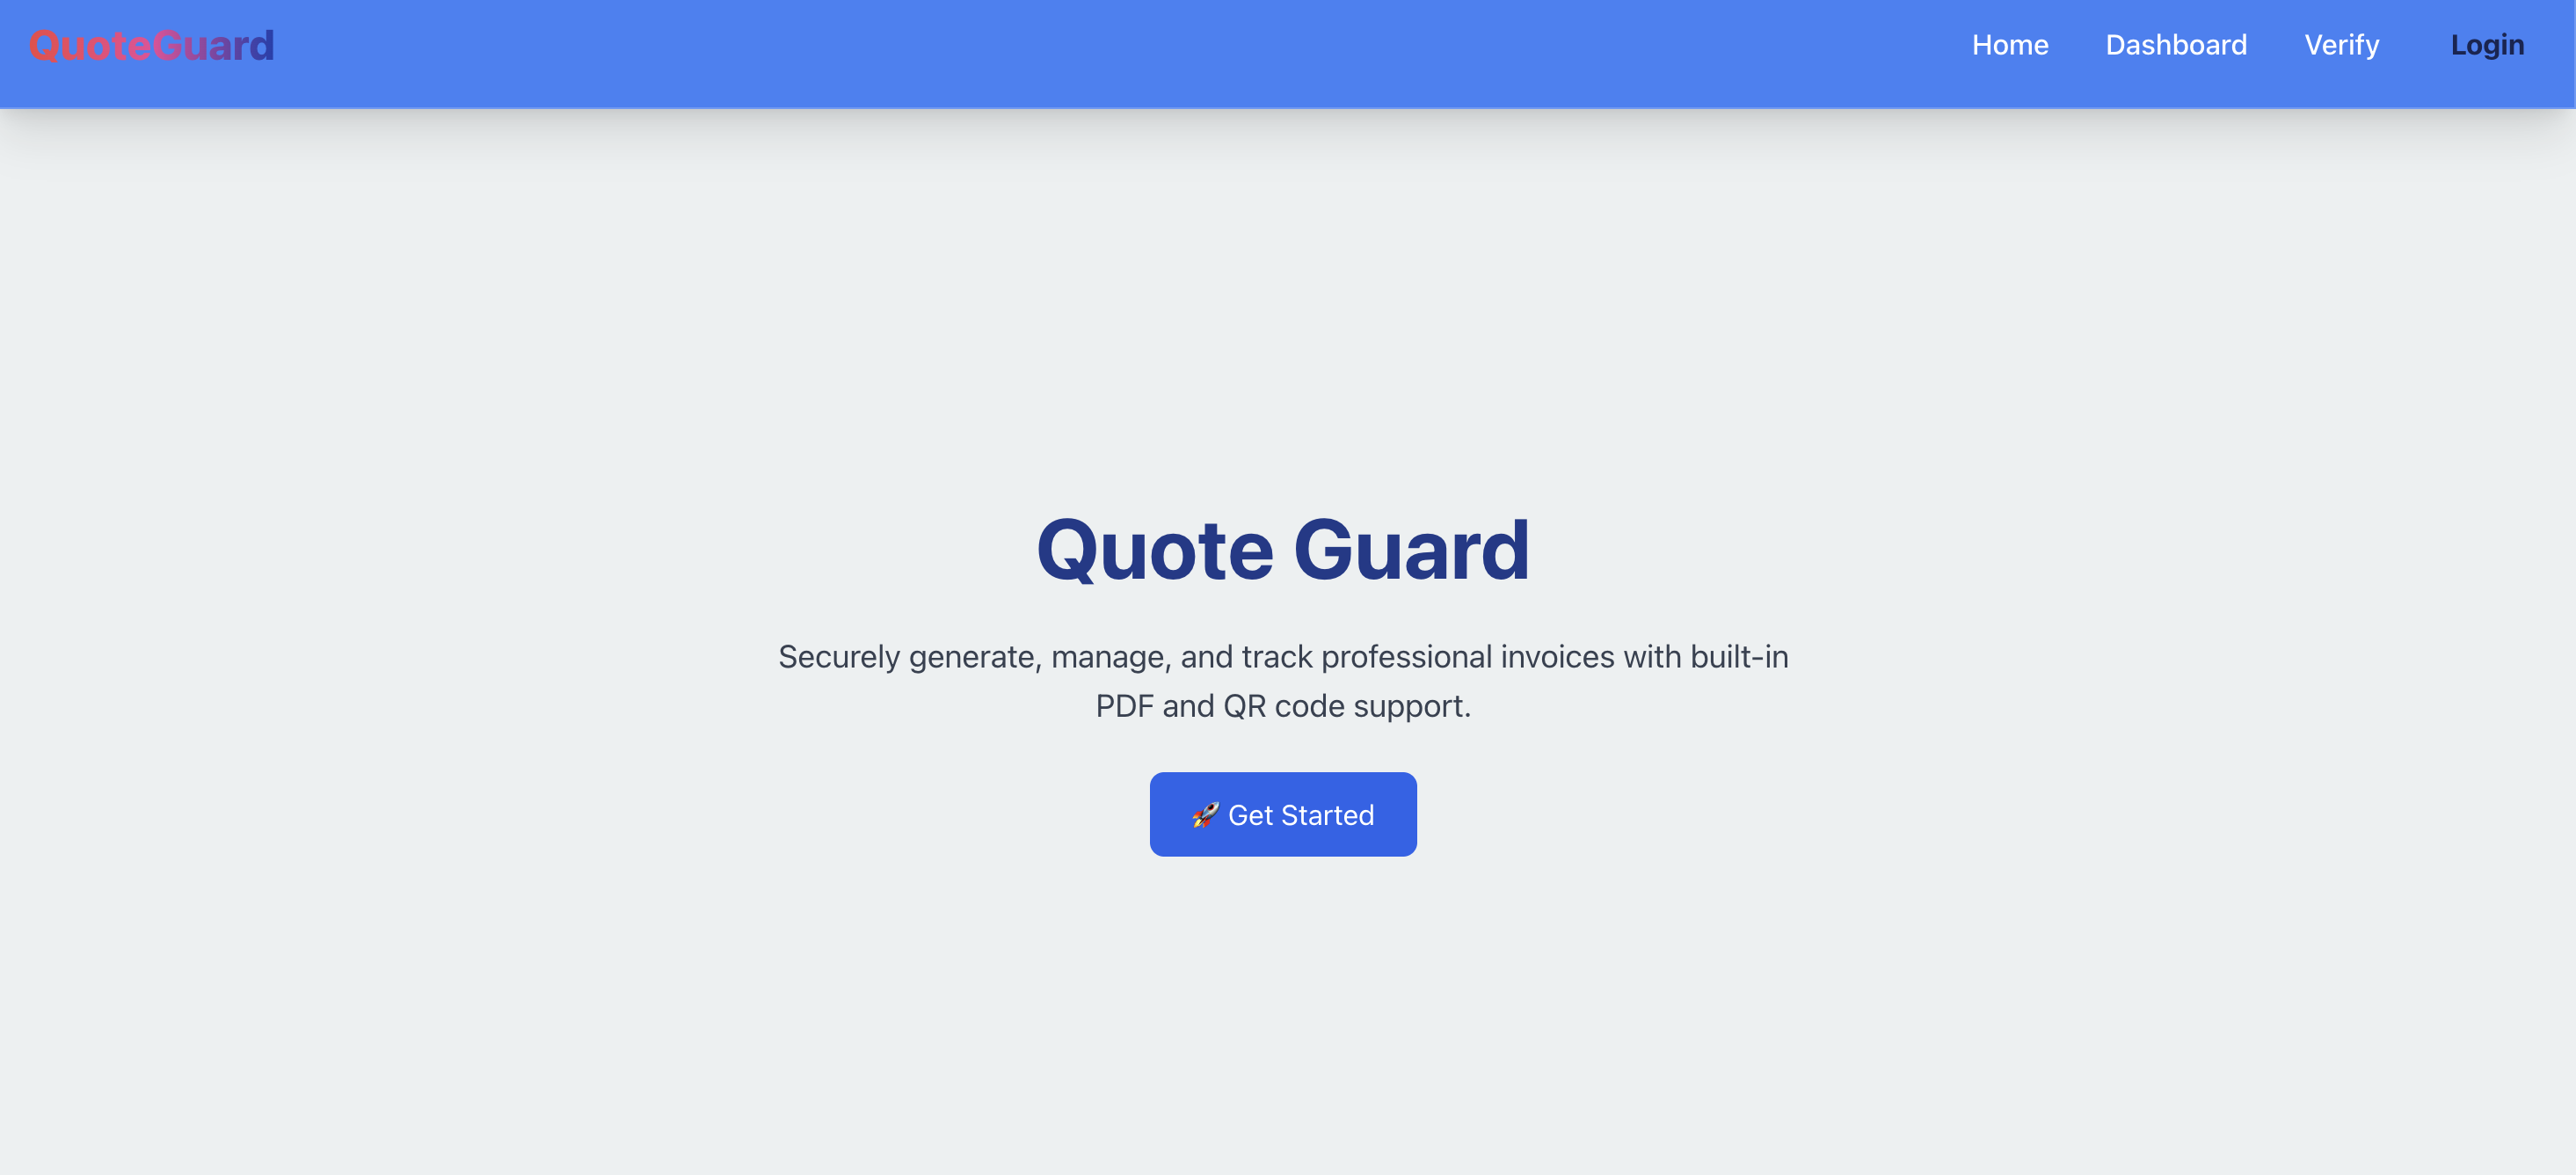 QuoteGuard
Home Dashboard Verify Login
Quote Guard
Securely generate, manage, and track professional invoices with built-in
PDF and QR code support.
🚀 Get Started